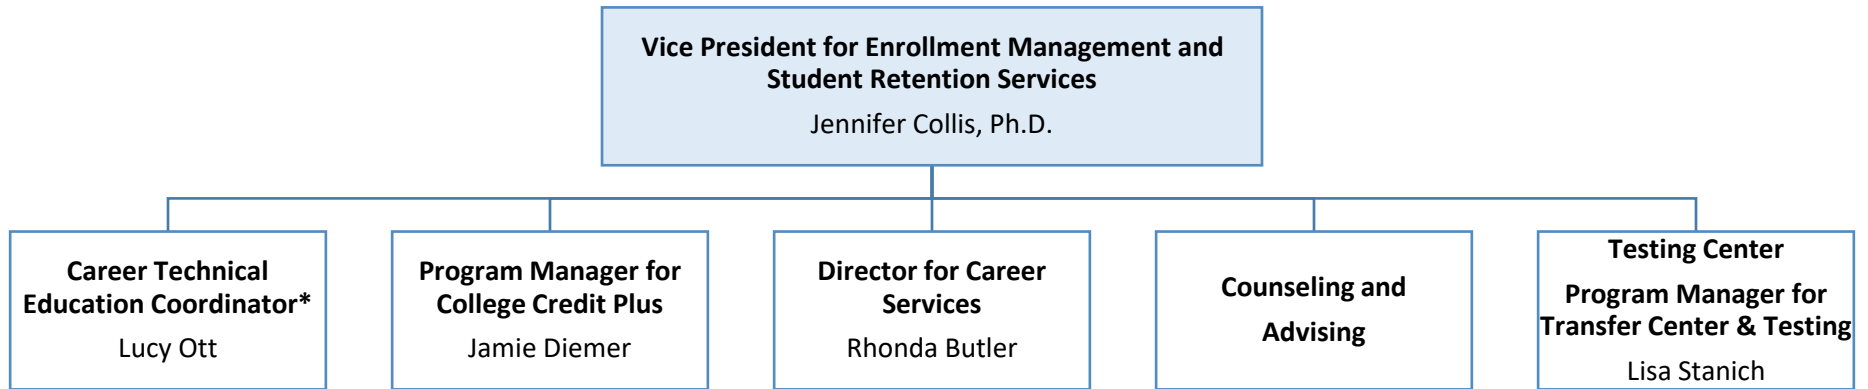 Vice President for Enrollment Management and
Student Retention Services
Jennifer Collis, Ph.D.
Career Technical
Education Coordinator*
Lucy Ott
Program Manager for
College Credit Plus
Jamie Diemer
Director for Career
Services
Rhonda Butler
Counseling and
Advising
Testing Center
Program Manager for
Transfer Center & Testing
Lisa Stanich